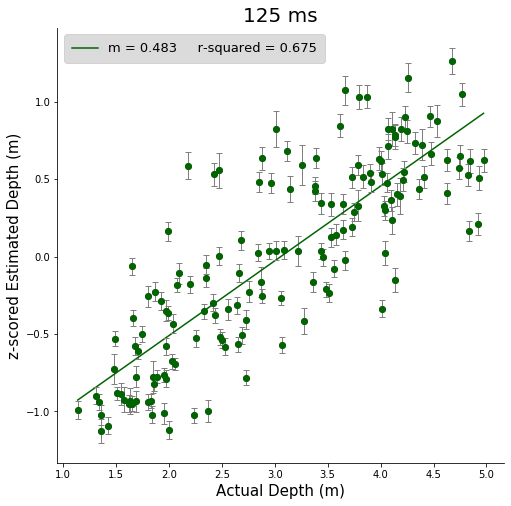 125 ms
m = 0.483 r-squared = 0.675
z-scored Estimated Depth (m)
1.0
0.5
0.0
−0.5
−1.0
1.0 1.5 2.0 2.5 3.0 3.5 4.0 4.5 5.0
Actual Depth (m)